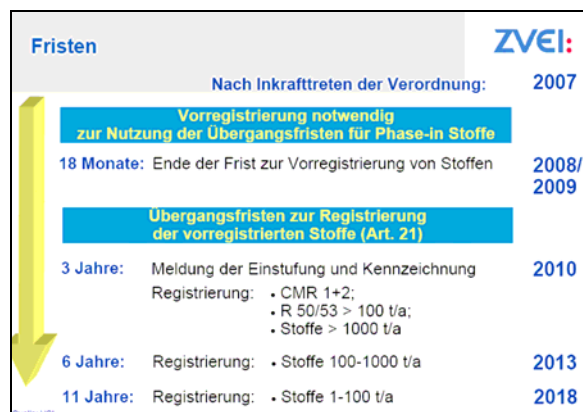 Fristen
ZVEI:
Nach Inkrafttreten der Verordnung: 2007
Vorregistrierung notwendig
zur Nutzung der Übergangsfristen für Phase-in Stoffe
18 Monate: Ende der Frist zur Vorregistrierung von Stoffen 2008/
2009
Übergangsfristen zur Registrierung
der vorregistrierten Stoffe (Art. 21)
3 Jahre: Meldung der Einstufung und Kennzeichnung 2010
Registrierung: • CMR 1+2;
• R 50/53 > 100 t/a;
• Stoffe > 1000 t/a
6 Jahre: Registrierung: • Stoffe 100-1000 t/a 2013
11 Jahre: Registrierung: • Stoffe 1-100 t/a 2018